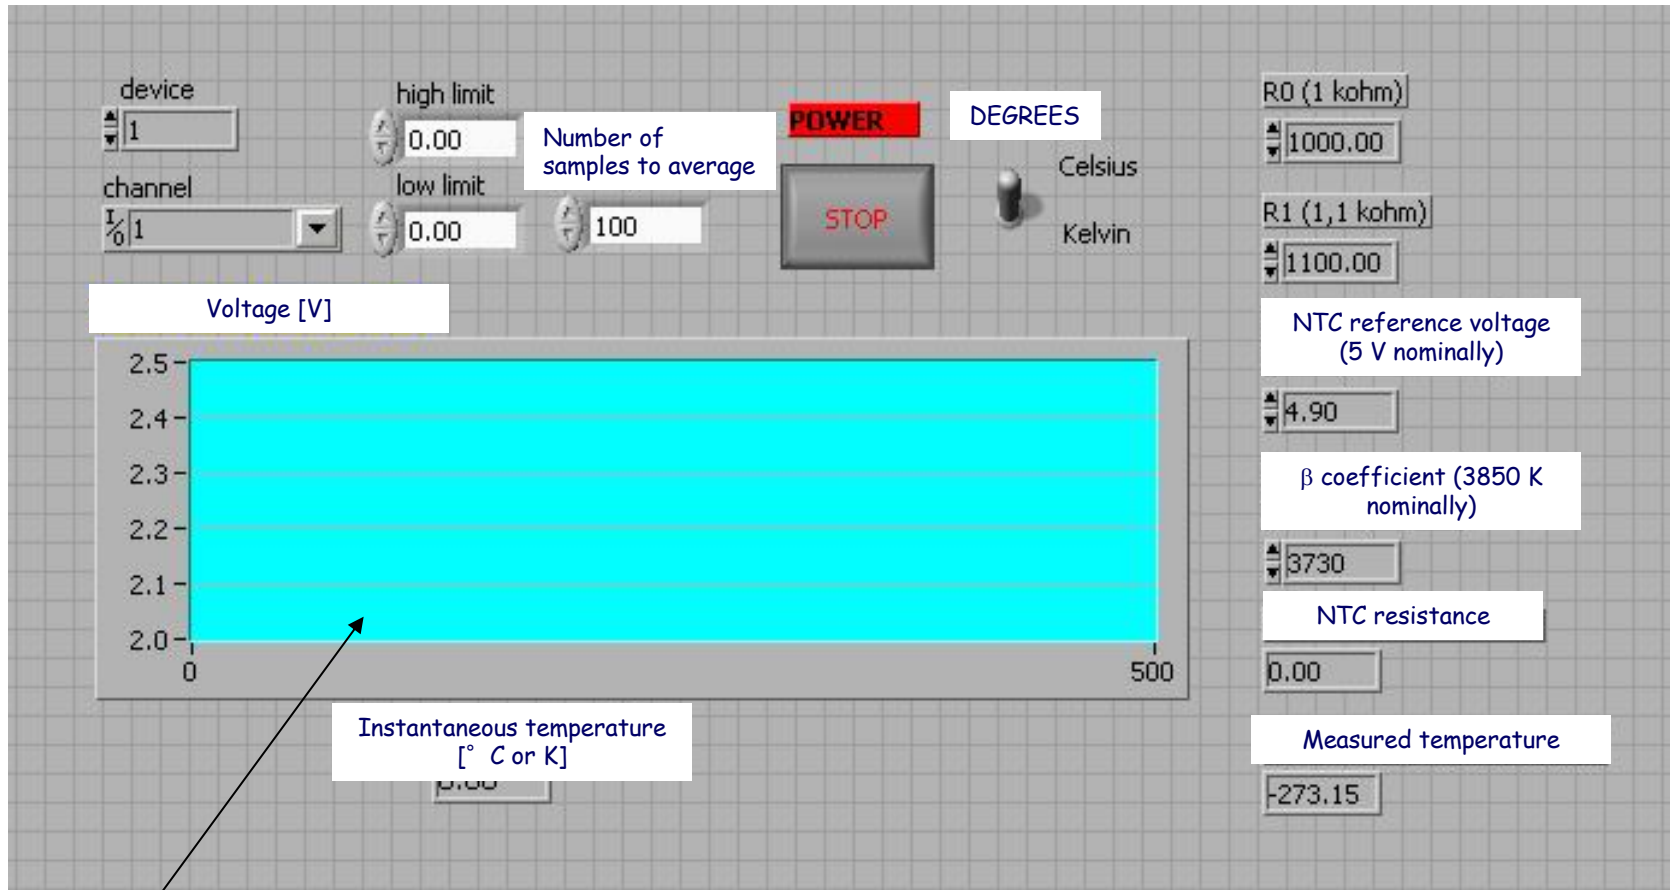 device
1
channel
I/O 1
high limit
0.00
low limit
0.00
Number of
samples to average
100
POWER
STOP
DEGREES
Celsius
Kelvin
R0 (1 kohm)
1000.00
R1 (1,1 kohm)
1100.00
NTC reference voltage
(5 V nominally)
4.90
β coefficient (3850 K
nominally)
3730
NTC resistance
0.00
Measured temperature
-273.15
Voltage [V]
2.5
2.4
2.3
2.2
2.1
2.0
0
500
Instantaneous temperature
[° C or K]
0.00